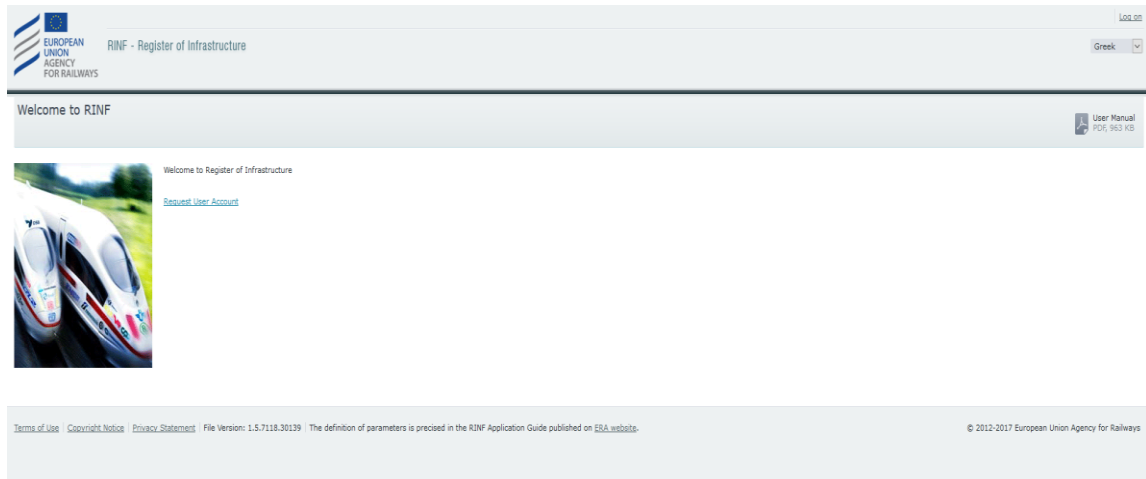 Log on
EUROPEAN
UNION
AGENCY
FOR RAILWAYS
RINF - Register of Infrastructure
Greek
Welcome to RINF
User Manual
PDF, 963 KB
Welcome to Register of Infrastructure
Request User Account
Terms of Use | Copyright Notice | Privacy Statement | File Version: 1.5.7118.30139 | The definition of parameters is precised in the RINF Application Guide published on ERA website.
© 2012-2017 European Union Agency for Railways